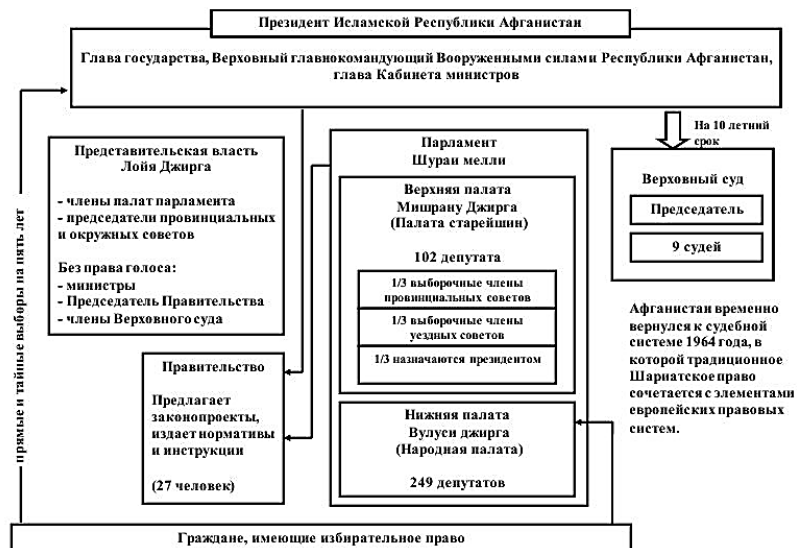 Президент Исламской Республики Афганистан
Глава государства, Верховный главнокомандующий Вооруженными силами Республики Афганистан,
глава Кабинета министров
прямые и тайные выборы на пять лет
Представительская власть
Лойя Джирга
- члены палат парламента
- председатели провинциальных
и окружных советов
Без права голоса:
- министры
- Председатель Правительства
- члены Верховного суда
Правительство
Предлагает
законопроекты,
издает нормативы
и инструкции
(27 человек)
Парламент
Шураи мелли
Верхняя палата
Мишрану Джирга
(Палата старейшин)
102 депутата
1/3 выборочные члены
провинциальных советов
1/3 выборочные члены
уездных советов
1/3 назначаются президентом
Нижняя палата
Вулуси джирга
(Народная палата)
249 депутатов
На 10 летний
срок
Верховный суд
Председатель
9 судей
Афганистан временно
вернулся к судебной
системе 1964 года, в
которой традиционное
Шариатское право
сочетается с элементами
европейских правовых
систем.
Граждане, имеющие избирательное право